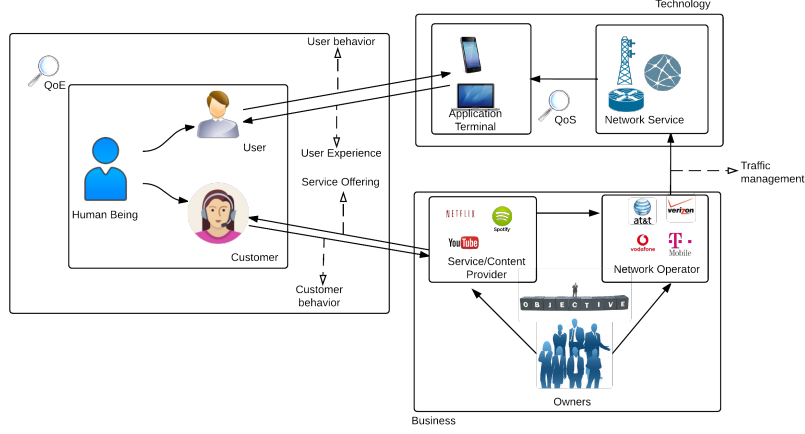 Technology
User behavior
QoE
User
User Experience
Service Offering
Human Being
Customer
Customer
behavior
Application
Terminal
QoS
Network Service
Traffic
management
NETFLIX
Spotify
YouTube
Service/Content
Provider
at&t
verizon
vodafone
T
Mobile
Network Operator
OBJECTIVE
Owners
Business